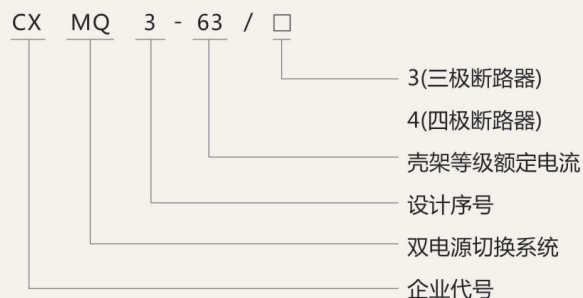 CX MQ 3 - 63 / □
3(三极断路器)
4(四极断路器)
壳架等级额定电流
设计序号
双电源切换系统
企业代号